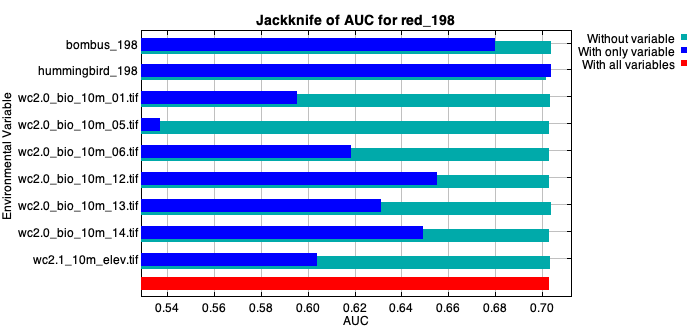 Jackknife of AUC for red_198
Without variable
With only variable
With all variables
Environmental Variable
bombus_198
hummingbird_198
wc2.0_bio_10m_01.tif
wc2.0_bio_10m_05.tif
wc2.0_bio_10m_06.tif
wc2.0_bio_10m_12.tif
wc2.0_bio_10m_13.tif
wc2.0_bio_10m_14.tif
wc2.1_10m_elev.tif
0.54 0.56 0.58 0.60 0.62 0.64 0.66 0.68 0.70
AUC